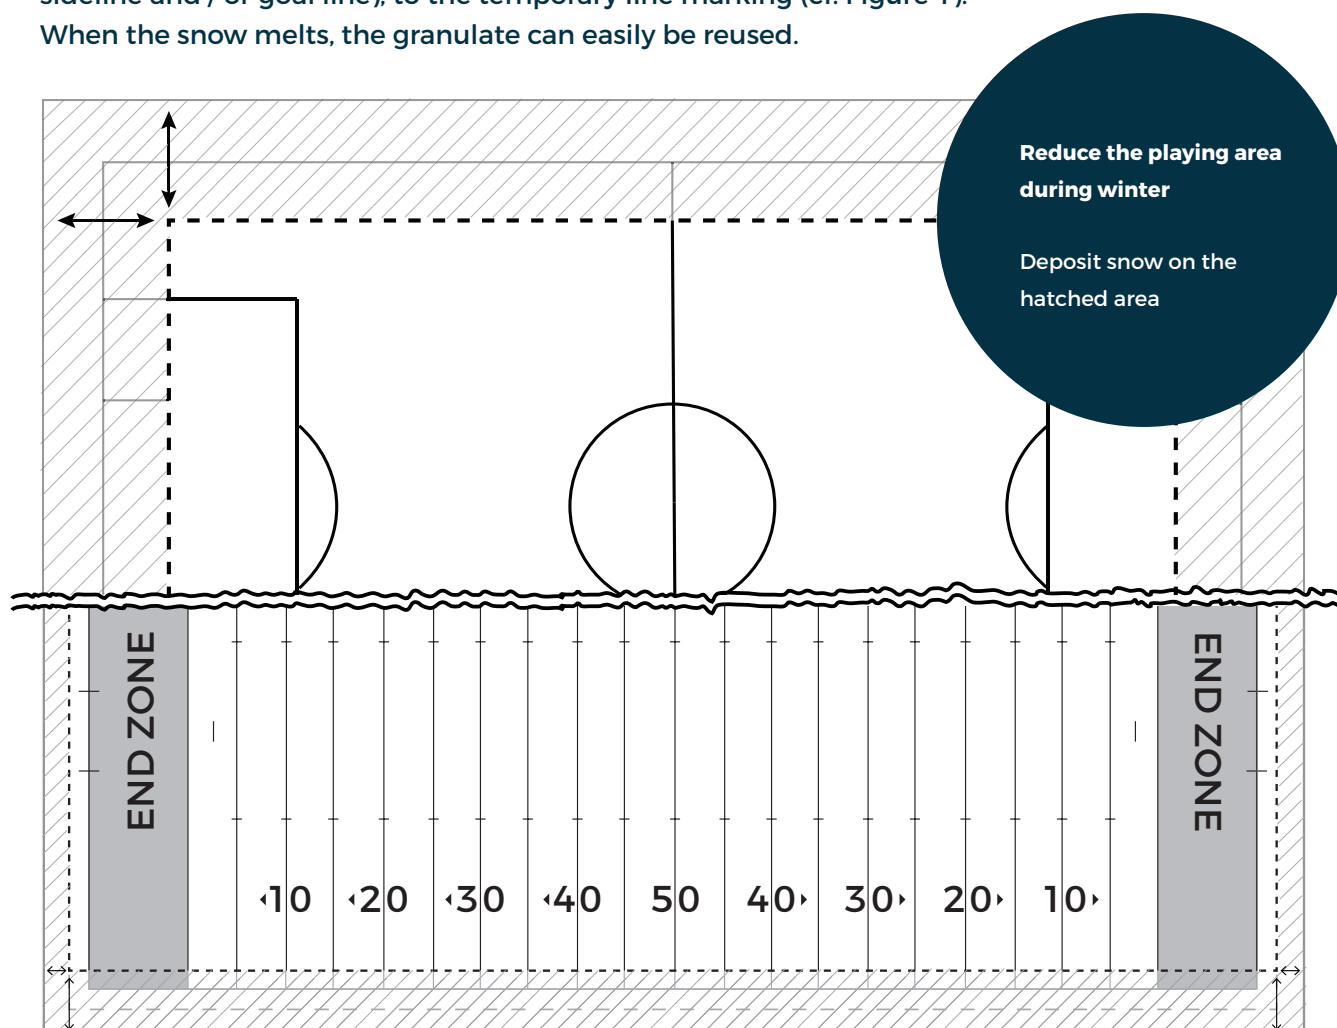 When the snow melts, the granulate can easily be reused.
Reduce the playing area
during winter
Deposit snow on the
hatched area
END ZONE
END ZONE
10 20 30 40 50 40 30 20 10